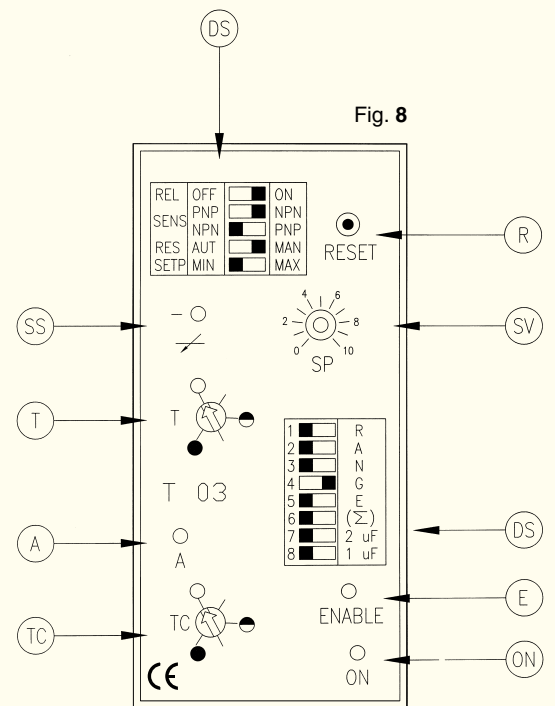 DS
Fig. 8
REL OFF ON
SENS PNP NPN
NPN PNP
RES AUT MAN
SETP MIN MAX
RESET
R
SS
–
0 2 4 6 8 10
SP
SV
T
T
T 03
1 R
2 A
3 N
4 G
5 E
6 (Σ)
7 2 uF
8 1 uF
DS
A
A
ENABLE
E
TC
TC
ON
ON
CE